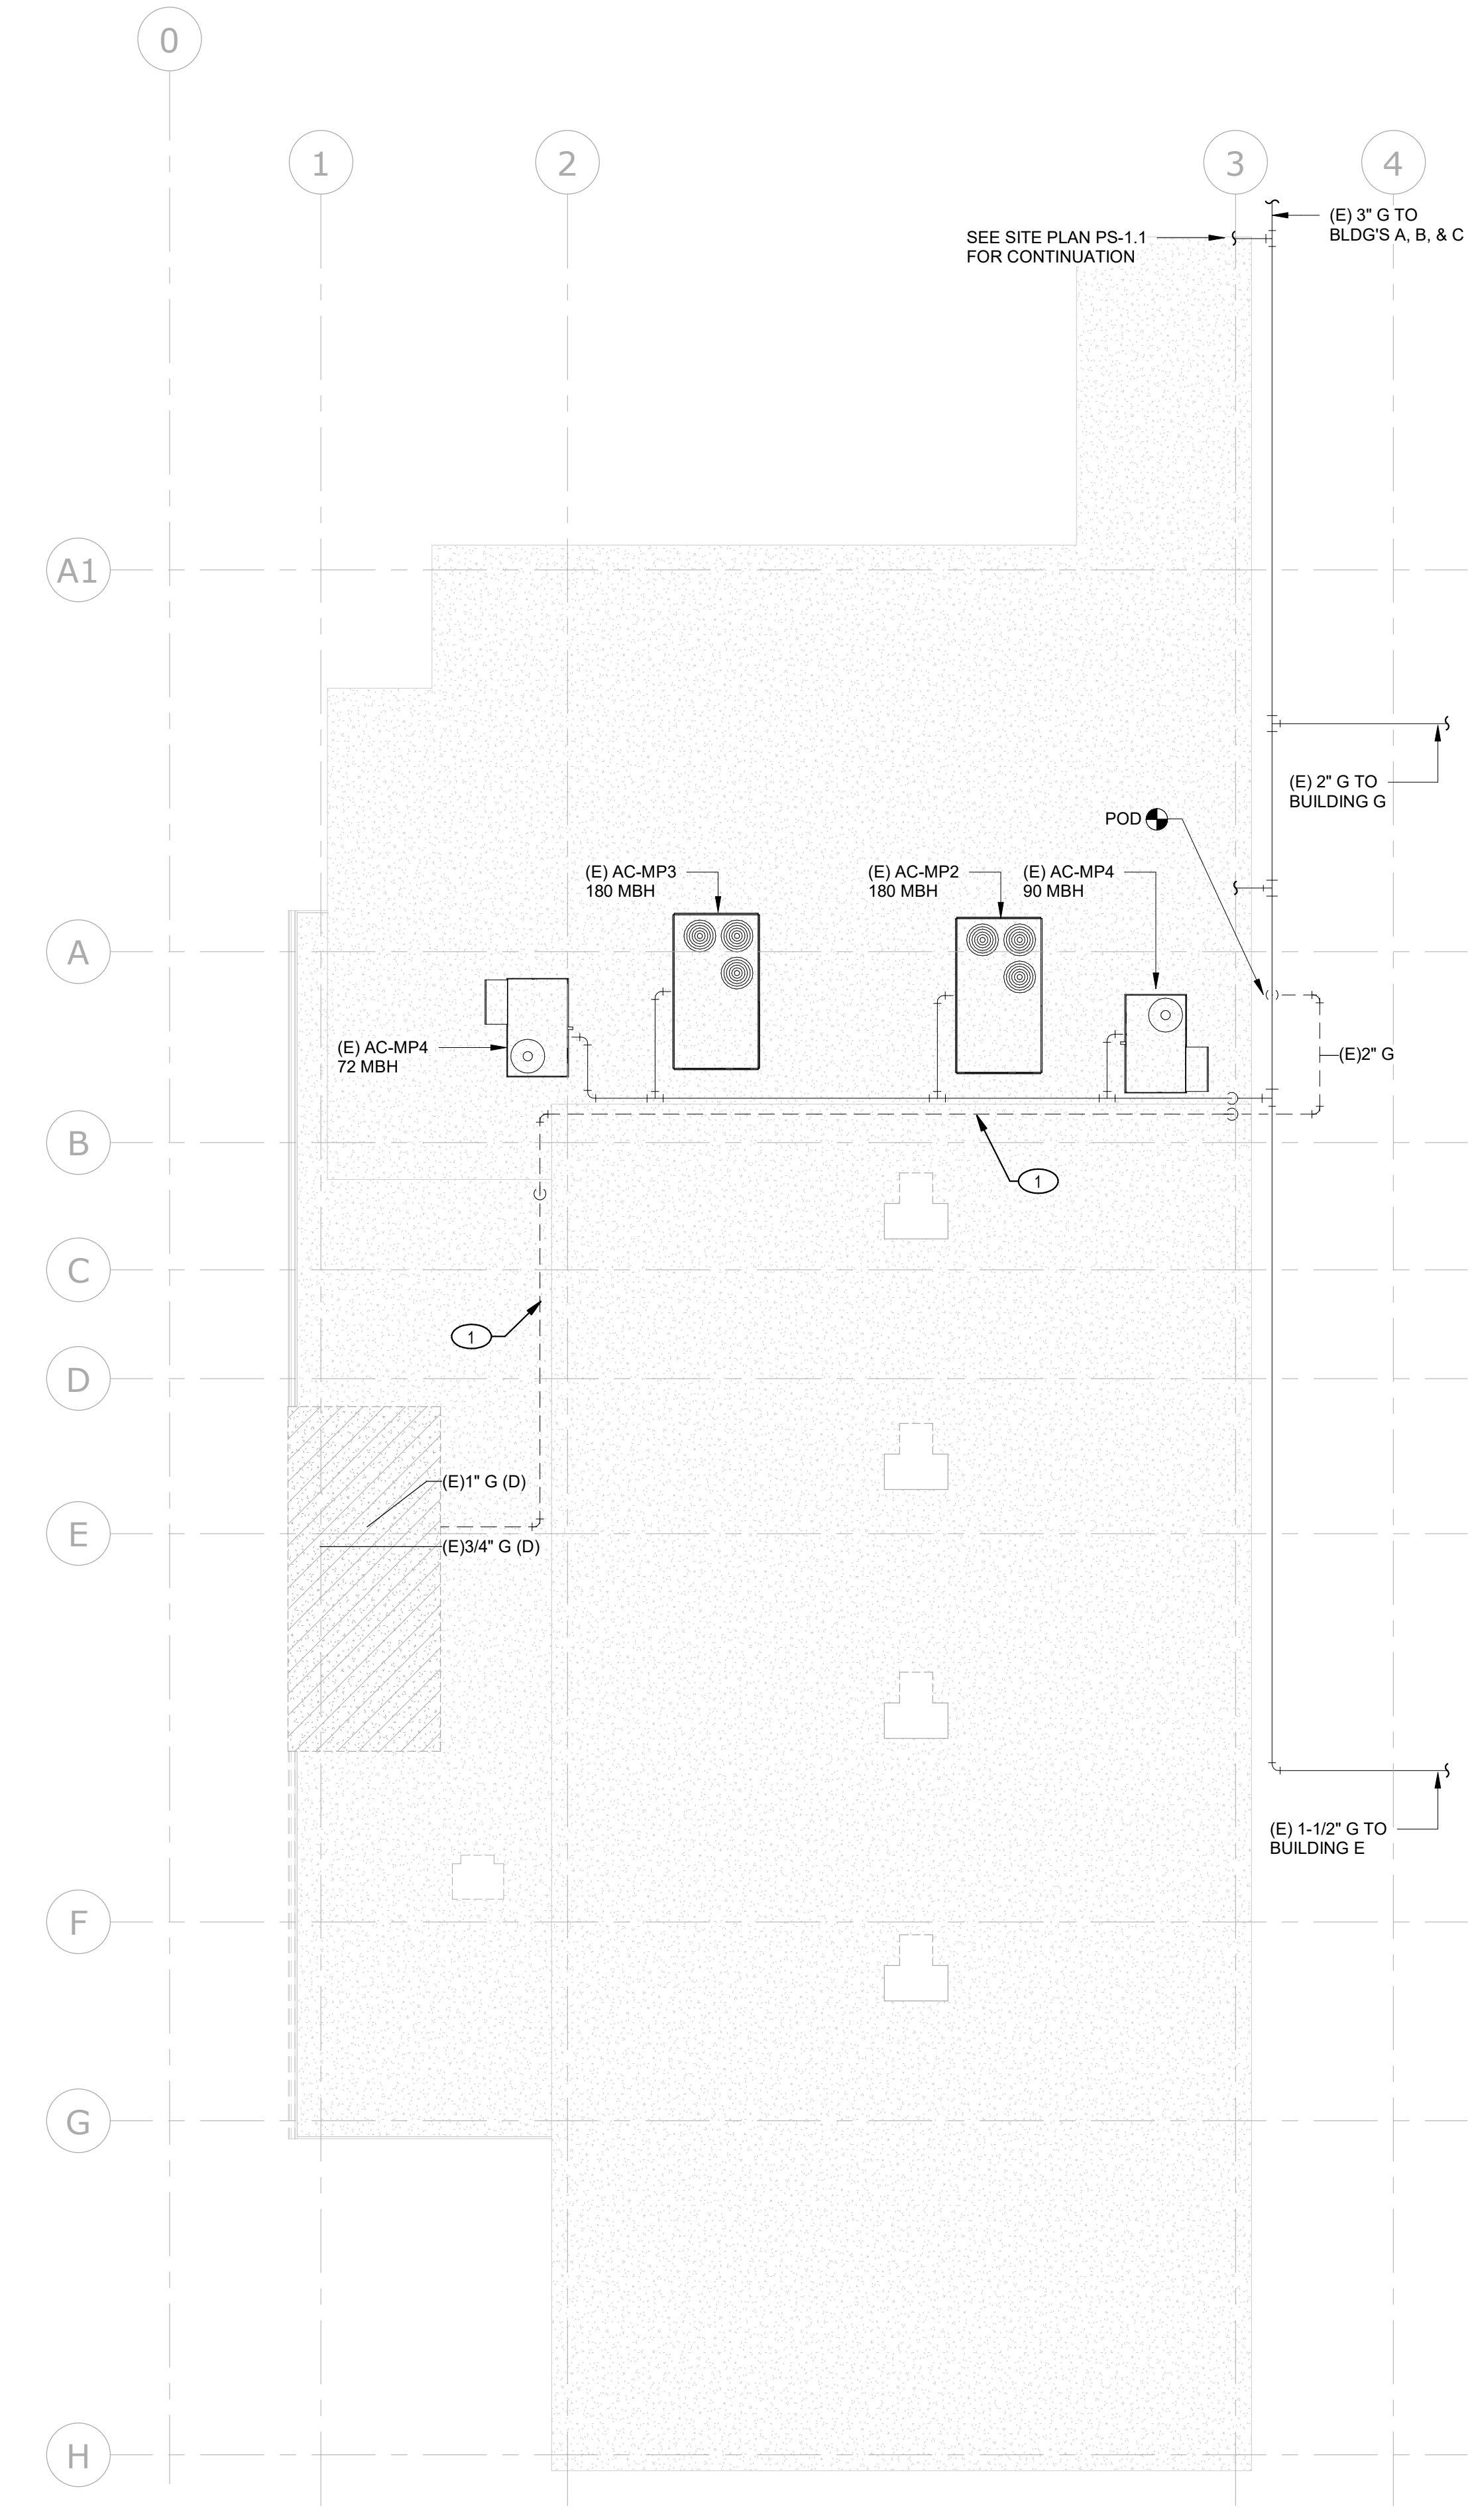 0
1
2
3
4
(E) 3" G TO
BLDG'S A, B, & C
SEE SITE PLAN PS-1.1
FOR CONTINUATION
A1
(E) 2" G TO
BUILDING G
POD
(E) AC-MP3
180 MBH
(E) AC-MP2
180 MBH
(E) AC-MP4
90 MBH
A
(E) AC-MP4
72 MBH
(E)2" G
B
1
C
1
D
(E)1" G (D)
E
(E)3/4" G (D)
(E) 1-1/2" G TO
BUILDING E
F
G
H